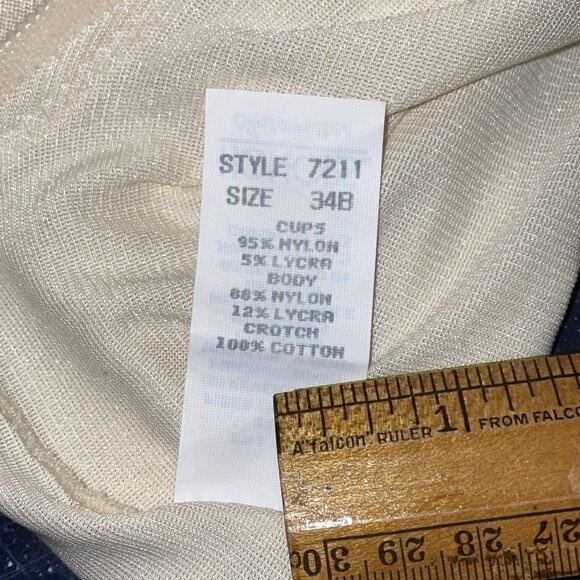 STYLE 7211
SIZE 34B
CUPS
95% NYLON
5% LYCRA
BODY
88% NYLON
12% LYCRA
CROTCH
100% COTTON
1
A "falcon" RULER FROM FALCO
30 29 28 27